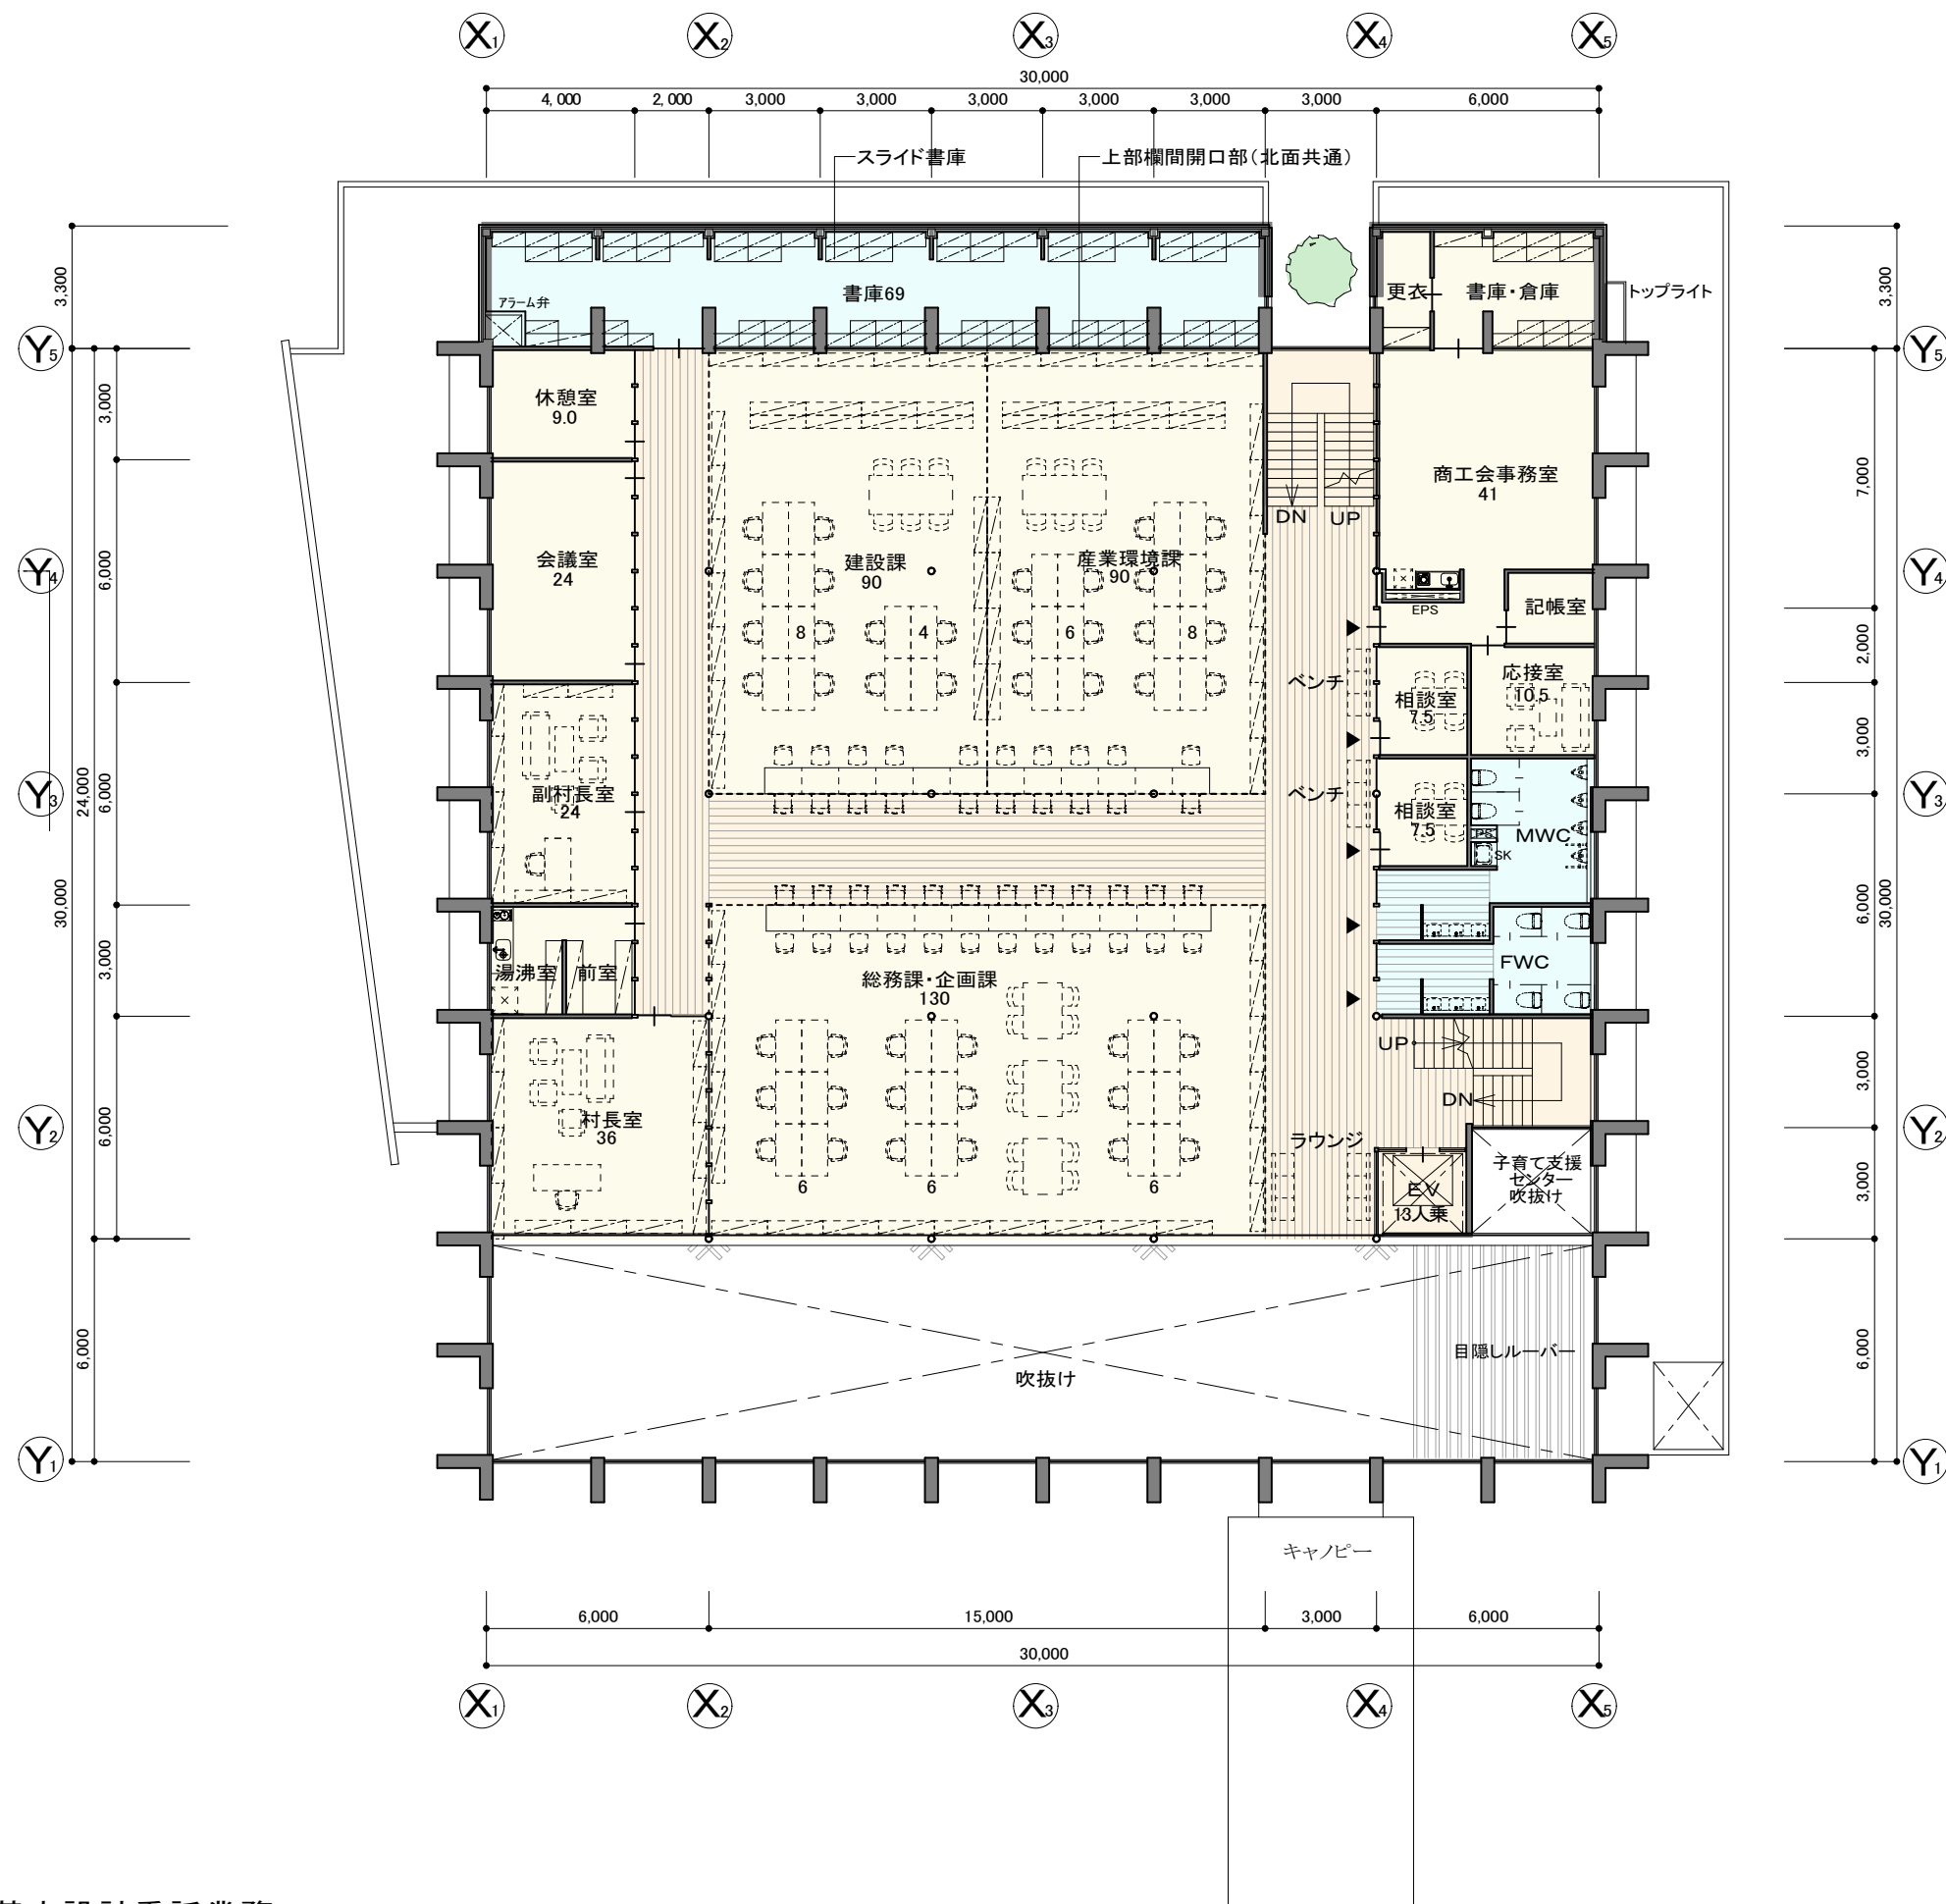 X1 X2 X3 X4 X5
30,000
4,000 2,000 3,000 3,000 3,000 3,000 3,000 3,000 6,000
スライド書庫 上部欄間開口部（北面共通）
3,300
書庫69
アラーム弁
更衣
書庫・倉庫
トップライト
3,300
Y5
Y5
休憩室
9.0
3,000
商工会事務室
41
7,000
DN UP
会議室
24
建設課
90
産業環境課
90
Y4
Y4
6,000
8 4 6 8
EPS
記帳室
2,000
ベンチ
相談室
7.5
応接室
10.5
3,000
副村長室
24
Y3
Y3
24,000
6,000
ベンチ
相談室
7.5
PS
SK
MWC
30,000
6,000
30,000
湯沸室 前室
3,000
総務課・企画課
130
FWC
UP
DN
3,000
村長室
36
Y2
Y2
6,000
ラウンジ
EV
13人乗
子育て支援
センター
吹抜け
3,000
6 6 6
6,000
吹抜け
目隠しルーバー
6,000
Y1
Y1
キャノピー
6,000 15,000 3,000 6,000
30,000
X1 X2 X3 X4 X5